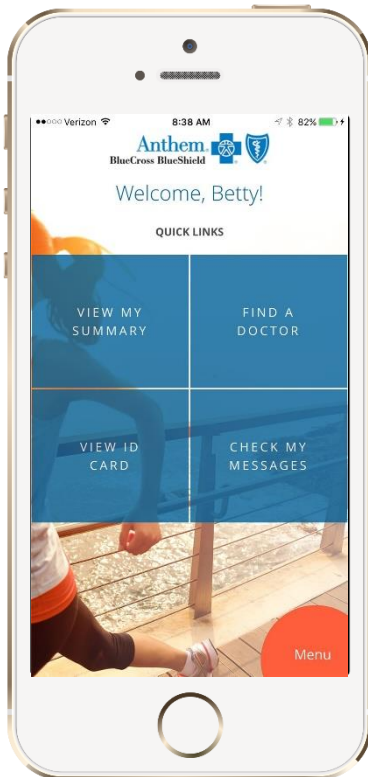 Verizon 8:38 AM 82%
Anthem
BlueCross BlueShield
Welcome, Betty!
QUICK LINKS
VIEW MY
SUMMARY
FIND A
DOCTOR
VIEW ID
CARD
CHECK MY
MESSAGES
Menu